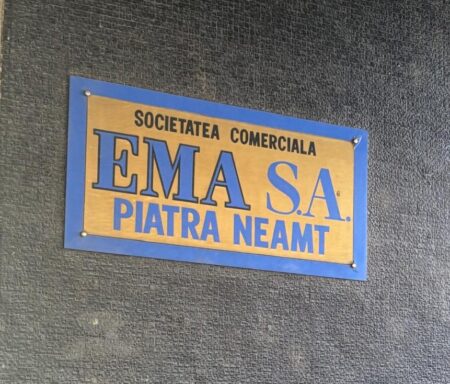 SOCIETATEA COMERCIALA
EMA S.A.
PIATRA NEAMT